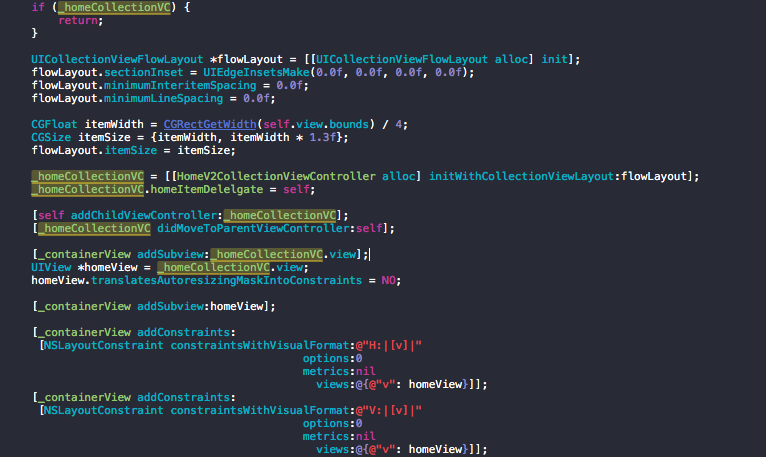 if (_homeCollectionVC) {
return;
}
UICollectionViewFlowLayout *flowLayout = [[UICollectionViewFlowLayout alloc] init];
flowLayout.sectionInset = UIEdgeInsetsMake(0.0f, 0.0f, 0.0f, 0.0f);
flowLayout.minimumInteritemSpacing = 0.0f;
flowLayout.minimumLineSpacing = 0.0f;
CGFloat itemWidth = CGRectGetWidth(self.view.bounds) / 4;
CGSize itemSize = {itemWidth, itemWidth * 1.3f};
flowLayout.itemSize = itemSize;
_homeCollectionVC = [[HomeV2CollectionViewController alloc] initWithCollectionViewLayout:flowLayout];
_homeCollectionVC.homeItemDelelgate = self;
[self addChildViewController:_homeCollectionVC];
[_homeCollectionVC didMoveToParentViewController:self];
[_containerView addSubview:_homeCollectionVC.view];
UIView *homeView = _homeCollectionVC.view;
homeView.translatesAutoresizingMaskIntoConstraints = NO;
[_containerView addSubview:homeView];
[_containerView addConstraints:
[NSLayoutConstraint constraintsWithVisualFormat:@"H:|[v]|"
options:0
metrics:nil
views:@{@"v": homeView}]];
[_containerView addConstraints:
[NSLayoutConstraint constraintsWithVisualFormat:@"V:|[v]|"
options:0
metrics:nil
views:@{@"v": homeView}]];